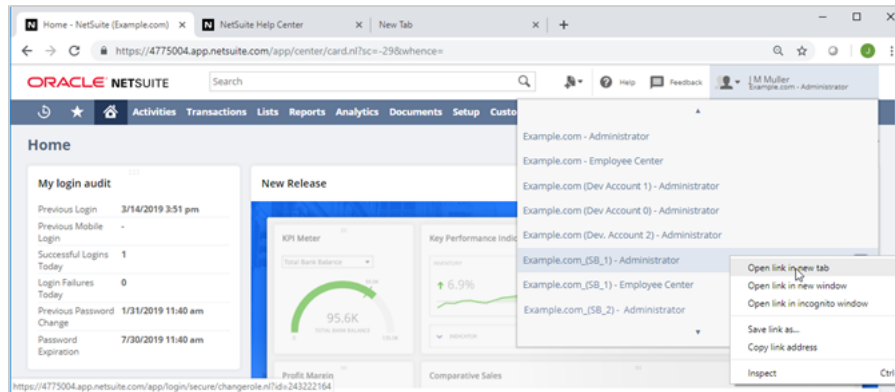 Home - NetSuite (Example.com)
NetSuite Help Center
New Tab
https://4775004.app.netsuite.com/app/center/card.nl?sc=-29&whence=
J
ORACLE NETSUITE
Search
Help
Feedback
J M Muller
Example.com - Administrator
Activities Transactions Lists Reports Analytics Documents Setup Custo
Home
Example.com - Administrator
Example.com - Employee Center
Example.com (Dev Account 1) - Administrator
Example.com (Dev Account 0) - Administrator
Example.com (Dev. Account 2) - Administrator
Example.com_(SB_1) - Administrator
Example.com_(SB_1) - Employee Center
Example.com_(SB_2) - Administrator
Open link in new tab
Open link in new window
Open link in incognito window
Save link as...
Copy link address
Inspect Ctr
My login audit
Previous Login 3/14/2019 3:51 pm
Previous Mobile Login -
Successful Logins Today 1
Login Failures Today 0
Previous Password Change 1/31/2019 11:40 am
Password Expiration 7/30/2019 11:40 am
New Release
KPI Meter
Total Bank Balance
95.6K
TOTAL BANK BALANCE
Key Performance Indic
INVENTORY
6.9%
INDICATOR
Profit Margin
Comparative Sales
https://4775004.app.netsuite.com/app/login/secure/changerole.nl?id=243222164